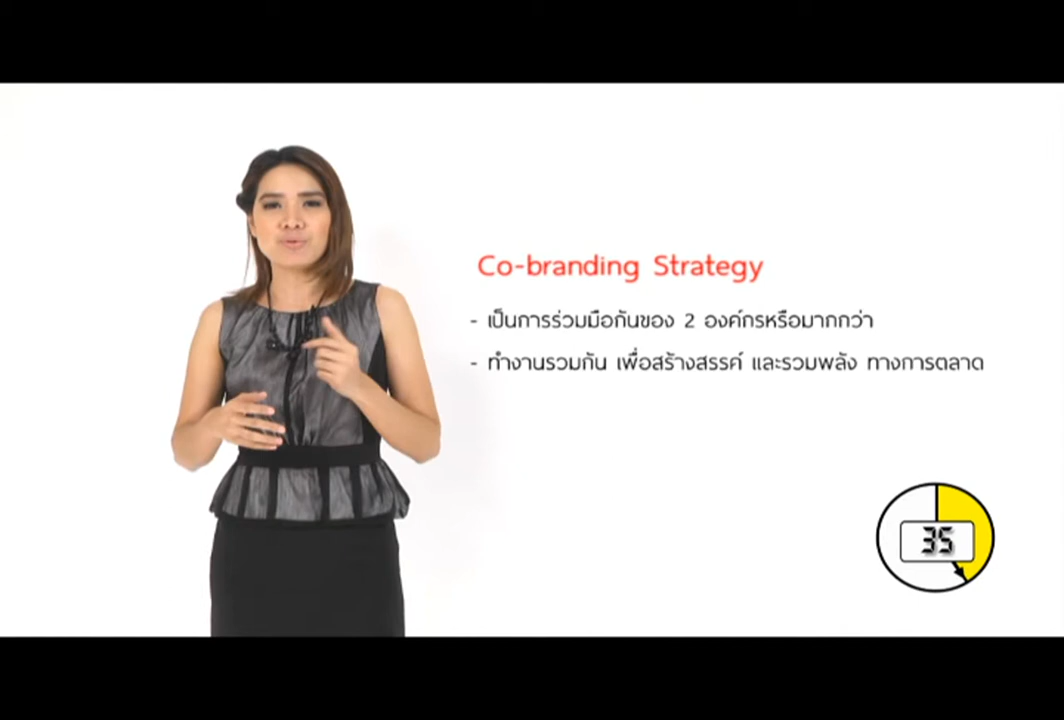 Co-branding Strategy
- เป็นการร่วมมือกันของ 2 องค์กรหรือมากกว่า
- ทำงานรวมกัน เพื่อสร้างสรรค์ และรวมพลัง ทางการตลาด
35